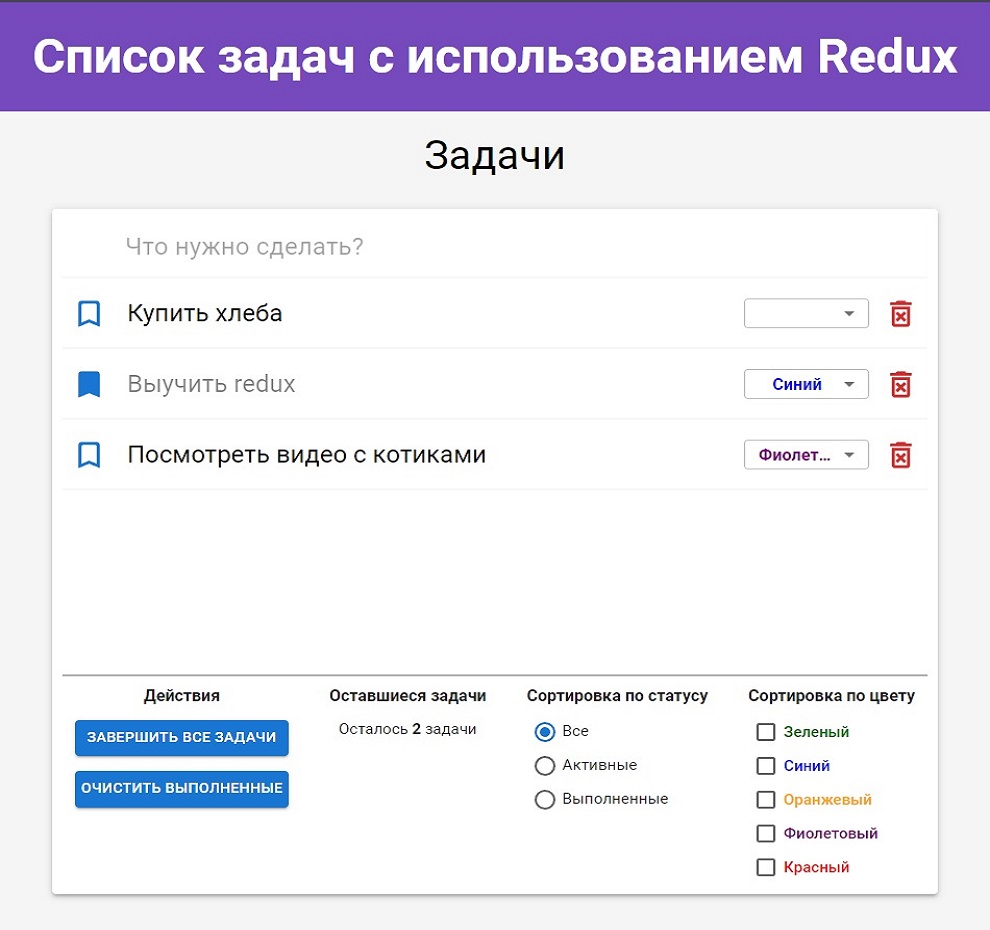 Список задач с использованием Redux
Задачи
Что нужно сделать?
Купить хлеба
Выучить redux
Синий
Посмотреть видео с котиками
Фиолет...
Действия
ЗАВЕРШИТЬ ВСЕ ЗАДАЧИ
ОЧИСТИТЬ ВЫПОЛНЕННЫЕ
Оставшиеся задачи
Осталось 2 задачи
Сортировка по статусу
Все
Активные
Выполненные
Сортировка по цвету
Зеленый
Синий
Оранжевый
Фиолетовый
Красный